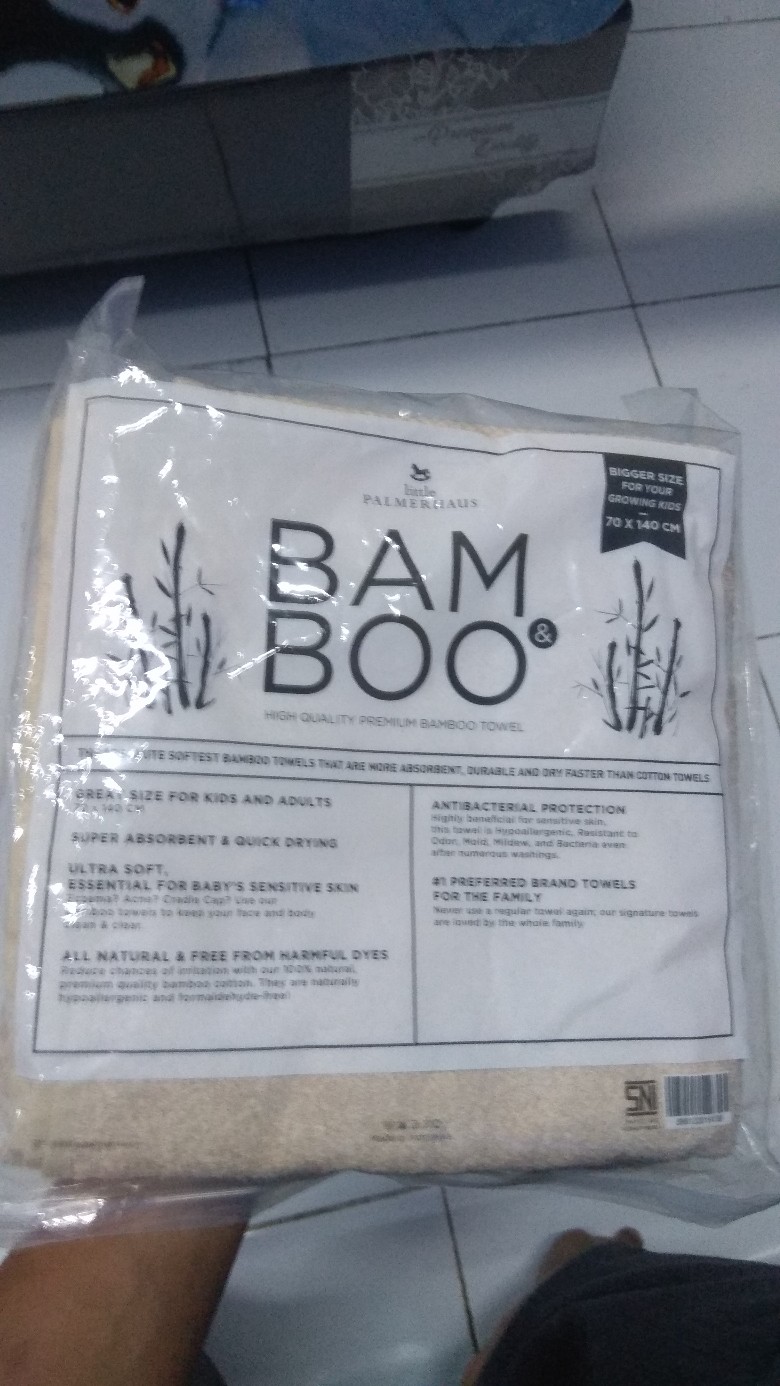 Premium
Quality
little
PALMERHAUS
BIGGER SIZE
FOR YOUR
GROWING KIDS
70 X 140 CM
BAM
BOO&
HIGH QUALITY PREMIUM BAMBOO TOWEL
SOFTEST BAMBOO TOWELS THAT ARE MORE ABSORBENT, DURABLE AND DRY FASTER THAN COTTON TOWELS
GREAT SIZE FOR KIDS AND ADULTS
140 CM
SUPER ABSORBENT & QUICK DRYING
ULTRA SOFT,
ESSENTIAL FOR BABY'S SENSITIVE SKIN
Eczema? Acne? Cradle Cap? Use our
bamboo towels to keep your face and body
clean & clear.
ALL NATURAL & FREE FROM HARMFUL DYES
Reduce chances of irritation with our 100% natural,
premium quality bamboo cotton. They are naturally
hypoallergenic and formaldehyde-free!
ANTIBACTERIAL PROTECTION
Highly beneficial for sensitive skin,
this towel is Hypoallergenic, Resistant to
Odor, Mold, Mildew, and Bacteria even
after numerous washings.
#1 PREFERRED BRAND TOWELS
FOR THE FAMILY
Never use a regular towel again, our signature towels
are loved by the whole family
SNI